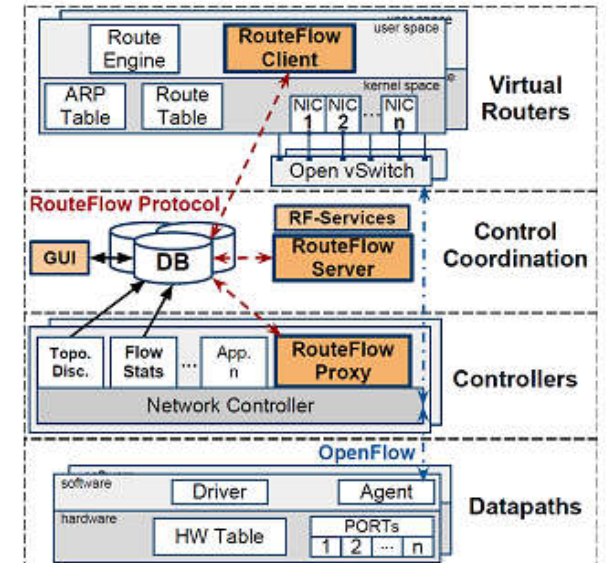 user space
user space
Route
Engine
RouteFlow
Client
kernel space
ARP
Table
Route
Table
NIC
1
NIC
2
...
NIC
n
Open vSwitch
Virtual
Routers
RouteFlow Protocol
GUI
DB
RF-Services
RouteFlow
Server
Control
Coordination
Topo.
Disc.
Flow
Stats
...
App.
n
RouteFlow
Proxy
Network Controller
Controllers
OpenFlow
software
Driver
Agent
hardware
HW Table
PORTs
1 2 ... n
Datapaths